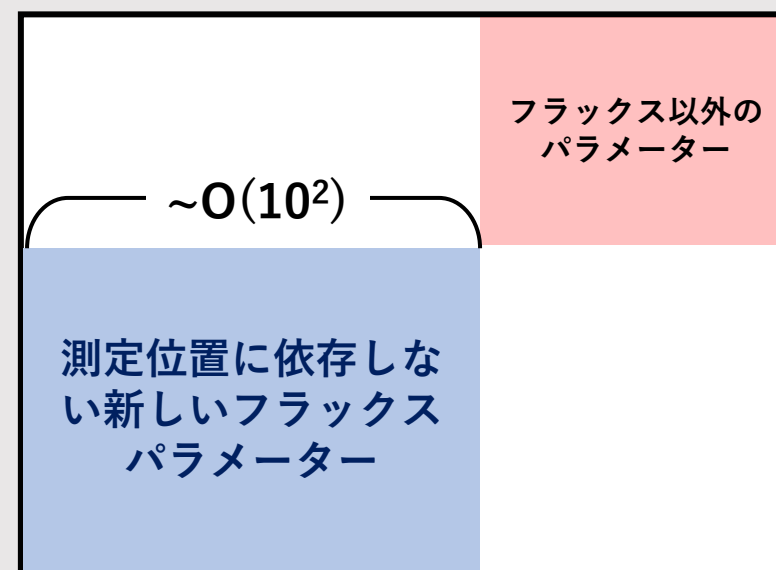 フラックス以外の
パラメーター
~O(10²)
測定位置に依存しな
い新しいフラックス
パラメーター